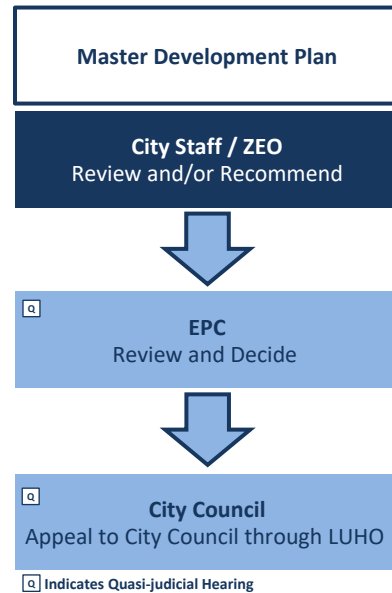 Master Development Plan
City Staff / ZEO
Review and/or Recommend
Q
EPC
Review and Decide
Q
City Council
Appeal to City Council through LUHO
Q Indicates Quasi-judicial Hearing